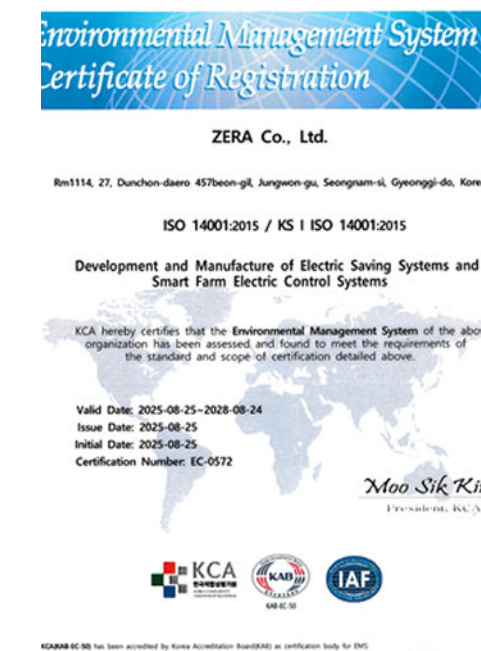 Environmental Management System
Certificate of Registration
ZERA Co., Ltd.
Rm1114, 27, Dunchon-daero 457beon-gil, Jungwon-gu, Seongnam-si, Gyeonggi-do, Kore
ISO 14001:2015 / KS I ISO 14001:2015
Development and Manufacture of Electric Saving Systems and
Smart Farm Electric Control Systems
KCA hereby certifies that the Environmental Management System of the abov
organization has been assessed and found to meet the requirements of
the standard and scope of certification detailed above.
Valid Date: 2025-08-25~2028-08-24
Issue Date: 2025-08-25
Initial Date: 2025-08-25
Certification Number: EC-0572
Moo Sik Ki
President, KCA
KCA
KAB
IAF
KAB-EC-50
KCA(KAB-EC-50) has been accredited by Korea Accreditation Board(KAB) as certification body for EMS.